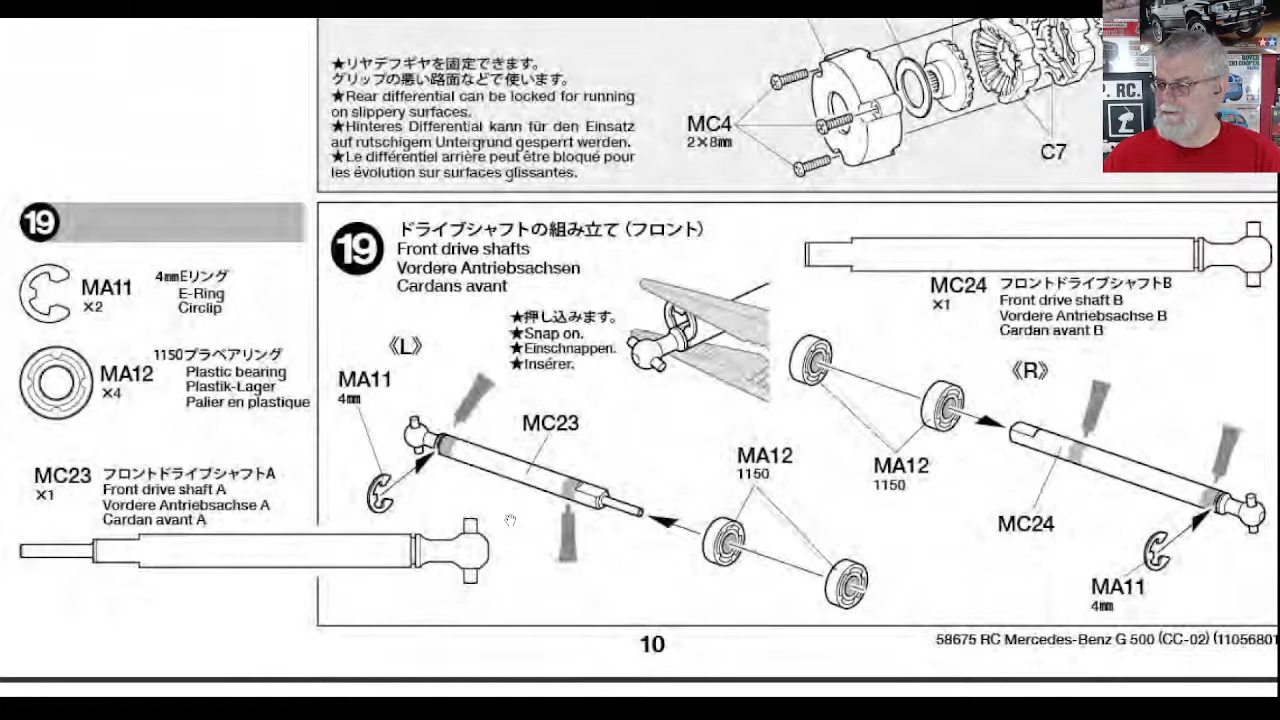 ★リヤデフギヤを固定できます。
グリップの悪い路面などで使います。
★Rear differential can be locked for running
on slippery surfaces.
★Hinteres Differential kann für den Einsatz
auf rutschigem Untergrund gesperrt werden.
★Le différentiel arrière peut être bloqué pour
les évolution sur surfaces glissantes.
MC4
2×8mm
C7
P. RC.
19
MA11
×2
4mmEリング
E-Ring
Circlip
MA12
×4
1150プラベアリング
Plastic bearing
Plastik-Lager
Palier en plastique
MC23
×1
フロントドライブシャフトA
Front drive shaft A
Vordere Antriebsachse A
Cardan avant A
19
ドライブシャフトの組み立て（フロント）
Front drive shafts
Vordere Antriebsachsen
Cardans avant
★押し込みます。
★Snap on.
★Einschnappen.
★Insérer.
《L》
MA11
4mm
MC23
MA12
1150
MA12
1150
MC24
×1
フロントドライブシャフトB
Front drive shaft B
Vordere Antriebsachse B
Cardan avant B
《R》
MC24
MA11
4mm
10
58675 RC Mercedes-Benz G 500 (CC-02) (11056801